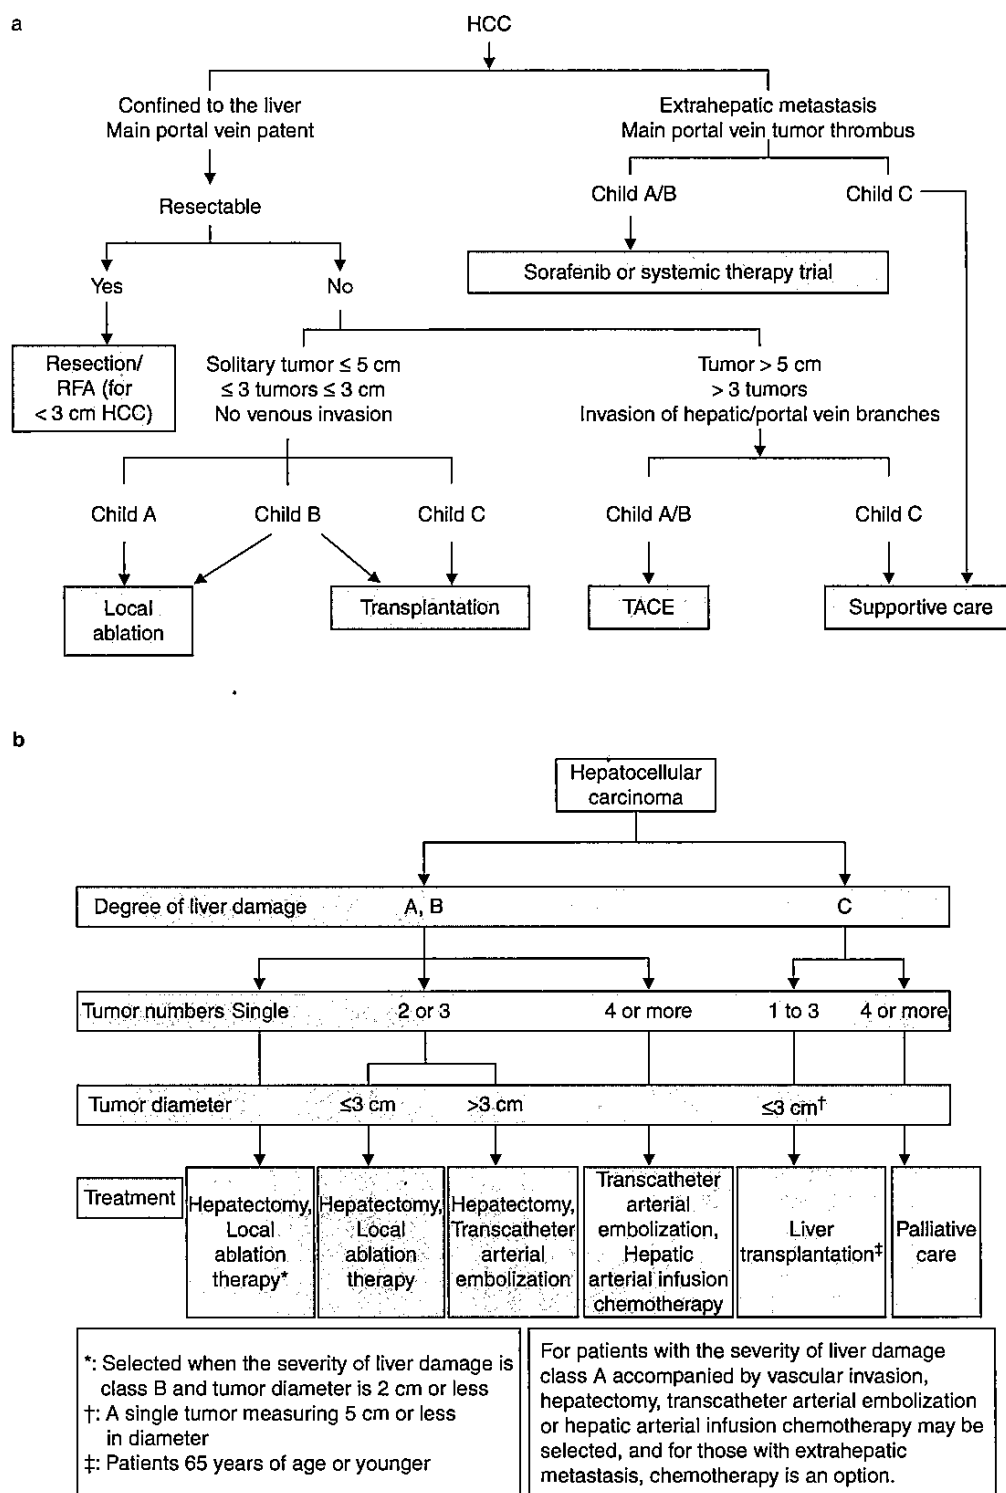 a
HCC
Confined to the liver
Main portal vein patent
Extrahepatic metastasis
Main portal vein tumor thrombus
Resectable
Child A/B
Child C
Yes
No
Sorafenib or systemic therapy trial
Resection/
RFA (for
< 3 cm HCC)
Solitary tumor ≤ 5 cm
≤ 3 tumors ≤ 3 cm
No venous invasion
Tumor > 5 cm
> 3 tumors
Invasion of hepatic/portal vein branches
Child A
Child B
Child C
Child A/B
Child C
Local
ablation
Transplantation
TACE
Supportive care
b
Hepatocellular
carcinoma
Degree of liver damage
A, B
C
Tumor numbers Single
2 or 3
4 or more
1 to 3
4 or more
Tumor diameter
≤3 cm
>3 cm
≤3 cm†
Treatment
Hepatectomy,
Local
ablation
therapy*
Hepatectomy,
Local
ablation
therapy
Hepatectomy,
Transcatheter
arterial
embolization
Transcatheter
arterial
embolization,
Hepatic
arterial infusion
chemotherapy
Liver
transplantation‡
Palliative
care
*: Selected when the severity of liver damage is
class B and tumor diameter is 2 cm or less
†: A single tumor measuring 5 cm or less
in diameter
‡: Patients 65 years of age or younger
For patients with the severity of liver damage
class A accompanied by vascular invasion,
hepatectomy, transcatheter arterial embolization
or hepatic arterial infusion chemotherapy may be
selected, and for those with extrahepatic
metastasis, chemotherapy is an option.